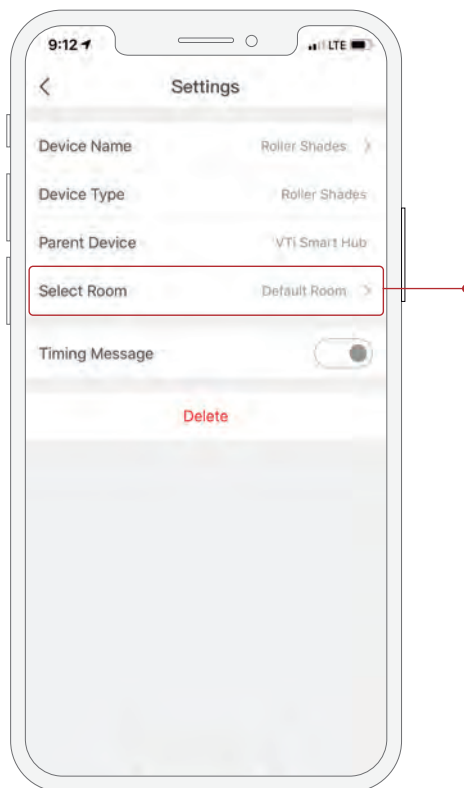 9:12 LTE
Settings
Device Name Roller Shades
Device Type Roller Shades
Parent Device VTi Smart Hub
Select Room Default Room
Timing Message
Delete